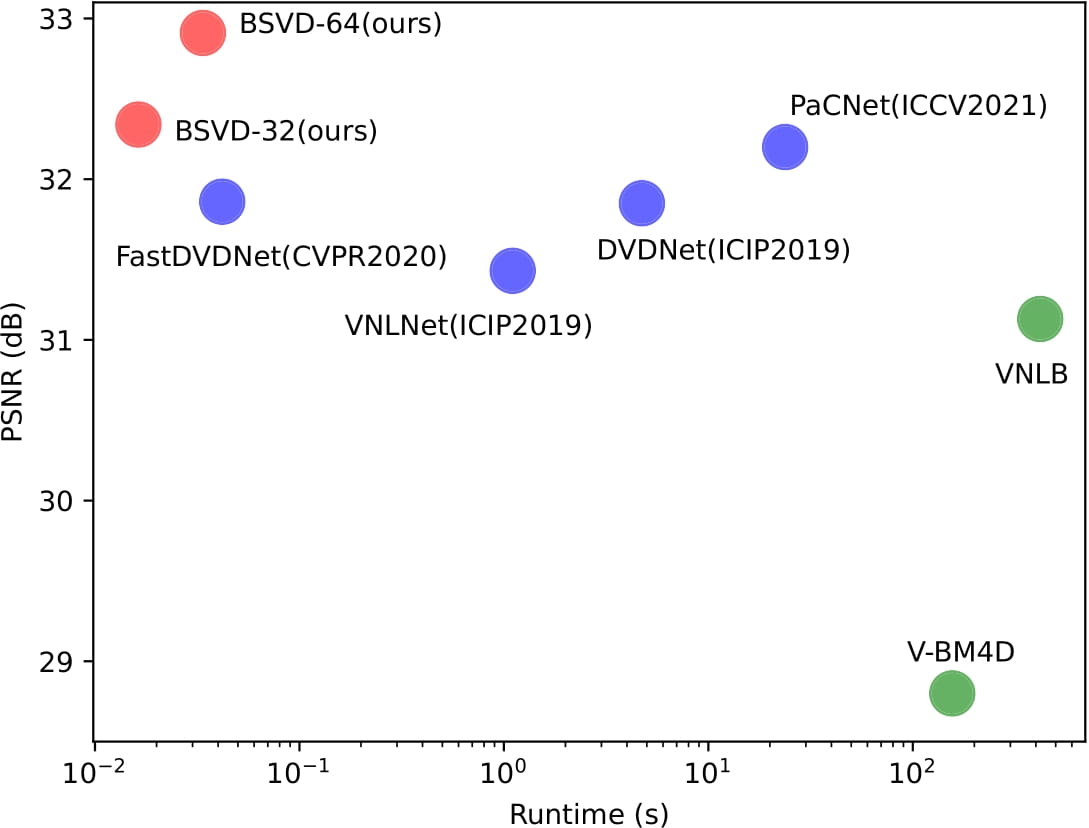 33
BSVD-64(ours)
PaCNet(ICCV2021)
BSVD-32(ours)
32
FastDVDNet(CVPR2020)
DVDNet(ICIP2019)
VNLNet(ICIP2019)
31
VNLB
PSNR (dB)
30
V-BM4D
29
10⁻² 10⁻¹ 10⁰ 10¹ 10²
Runtime (s)